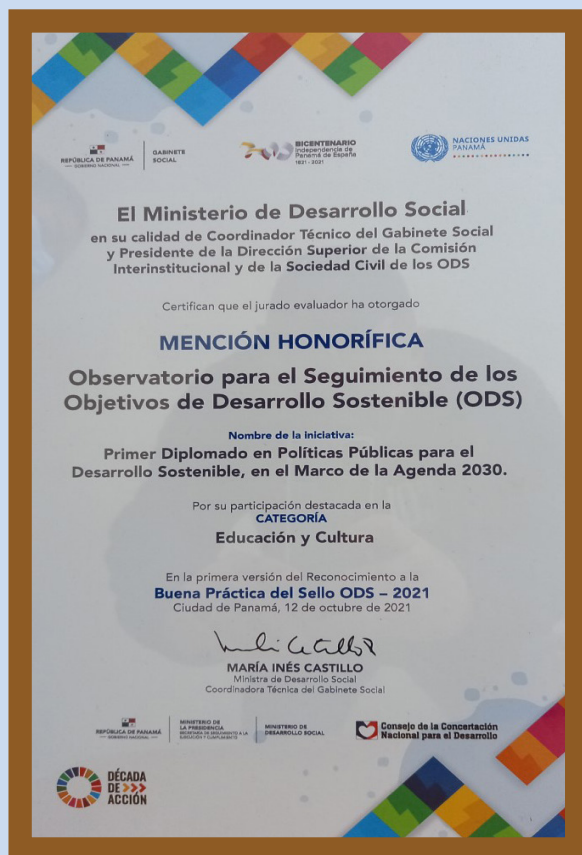 REPÚBLICA DE PANAMÁ
— GOBIERNO NACIONAL —
GABINETE
SOCIAL
BICENTENARIO
Independencia de
Panamá de España
1821 - 2021
NACIONES UNIDAS
PANAMÁ
El Ministerio de Desarrollo Social
en su calidad de Coordinador Técnico del Gabinete Social
y Presidente de la Dirección Superior de la Comisión
Interinstitucional y de la Sociedad Civil de los ODS
Certifican que el jurado evaluador ha otorgado
MENCIÓN HONORÍFICA
Observatorio para el Seguimiento de los
Objetivos de Desarrollo Sostenible (ODS)
Nombre de la iniciativa:
Primer Diplomado en Políticas Públicas para el
Desarrollo Sostenible, en el Marco de la Agenda 2030.
Por su participación destacada en la
CATEGORÍA
Educación y Cultura
En la primera versión del Reconocimiento a la
Buena Práctica del Sello ODS – 2021
Ciudad de Panamá, 12 de octubre de 2021
MARÍA INÉS CASTILLO
Ministra de Desarrollo Social
Coordinadora Técnica del Gabinete Social
REPÚBLICA DE PANAMÁ
— GOBIERNO NACIONAL —
MINISTERIO DE
LA PRESIDENCIA
SECRETARÍA DE SEGUIMIENTO A LA
EJECUCIÓN Y CUMPLIMIENTO
MINISTERIO DE
DESARROLLO SOCIAL
Consejo de la Concertación
Nacional para el Desarrollo
DÉCADA
DE >>>
ACCIÓN